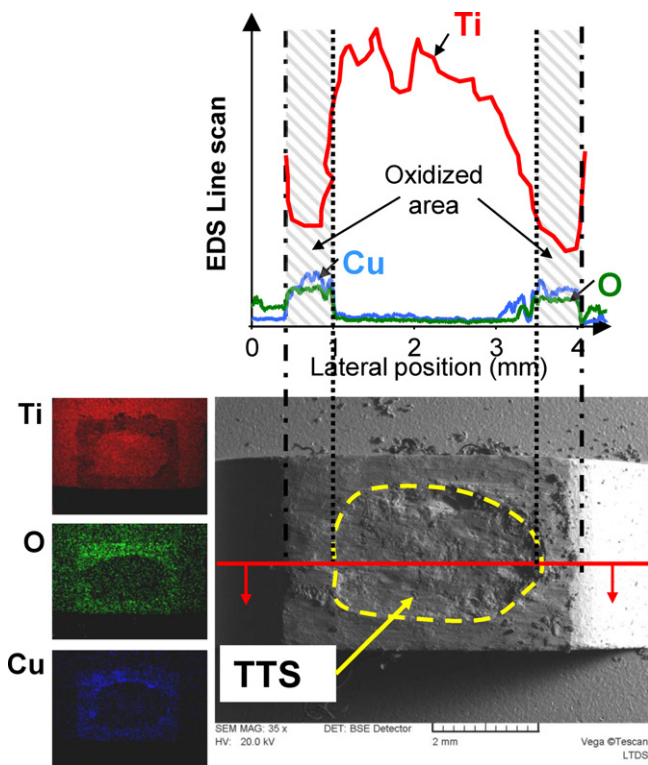 EDS Line scan
Ti
Oxidized
area
Cu
O
0 1 2 3 4
Lateral position (mm)
Ti
O
Cu
TTS
SEM MAG: 35 x DET: BSE Detector
HV: 20.0 kV 2 mm Vega ©Tescan
LTDS